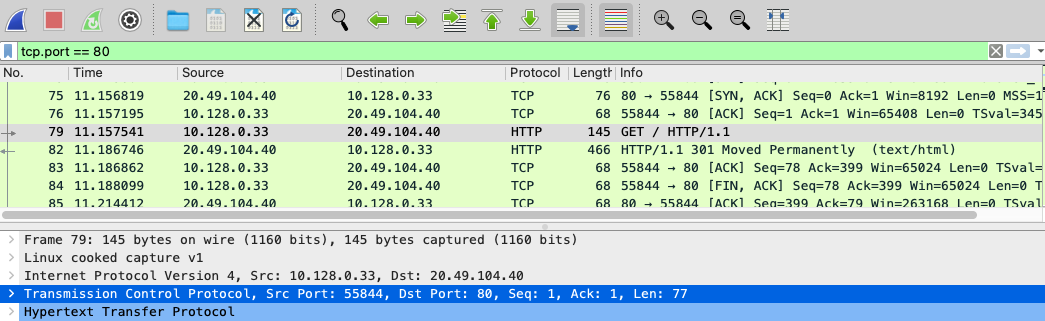 tcp.port == 80
No. Time Source Destination Protocol Length Info
75 11.156819 20.49.104.40 10.128.0.33 TCP 76 80 → 55844 [SYN, ACK] Seq=0 Ack=1 Win=8192 Len=0 MSS=1
76 11.157195 10.128.0.33 20.49.104.40 TCP 68 55844 → 80 [ACK] Seq=1 Ack=1 Win=65408 Len=0 TSval=345
79 11.157541 10.128.0.33 20.49.104.40 HTTP 145 GET / HTTP/1.1
82 11.186746 20.49.104.40 10.128.0.33 HTTP 466 HTTP/1.1 301 Moved Permanently (text/html)
83 11.186862 10.128.0.33 20.49.104.40 TCP 68 55844 → 80 [ACK] Seq=78 Ack=399 Win=65024 Len=0 TSval=
84 11.188099 10.128.0.33 20.49.104.40 TCP 68 55844 → 80 [FIN, ACK] Seq=78 Ack=399 Win=65024 Len=0 T
85 11.214412 20.49.104.40 10.128.0.33 TCP 68 80 → 55844 [ACK] Seq=399 Ack=79 Win=263168 Len=0 TSval
Frame 79: 145 bytes on wire (1160 bits), 145 bytes captured (1160 bits)
Linux cooked capture v1
Internet Protocol Version 4, Src: 10.128.0.33, Dst: 20.49.104.40
Transmission Control Protocol, Src Port: 55844, Dst Port: 80, Seq: 1, Ack: 1, Len: 77
Hypertext Transfer Protocol